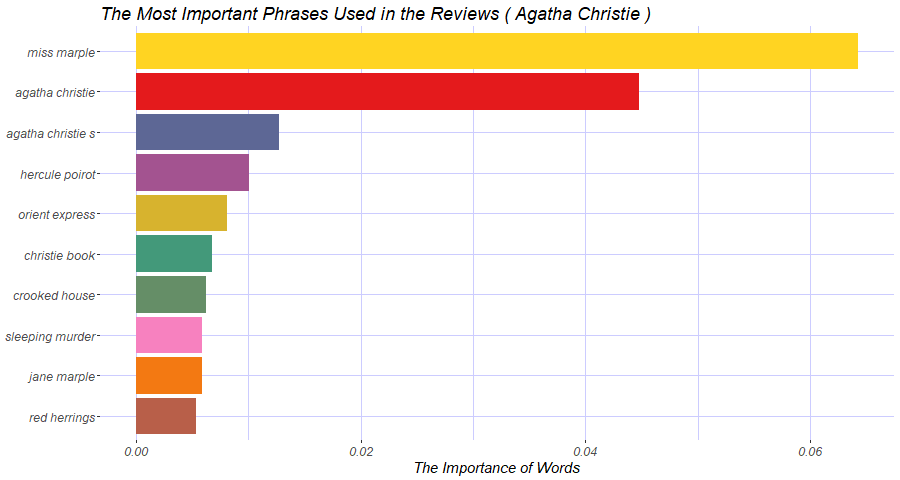 The Most Important Phrases Used in the Reviews ( Agatha Christie )
miss marple
agatha christie
agatha christie s
hercule poirot
orient express
christie book
crooked house
sleeping murder
jane marple
red herrings
0.00 0.02 0.04 0.06
The Importance of Words